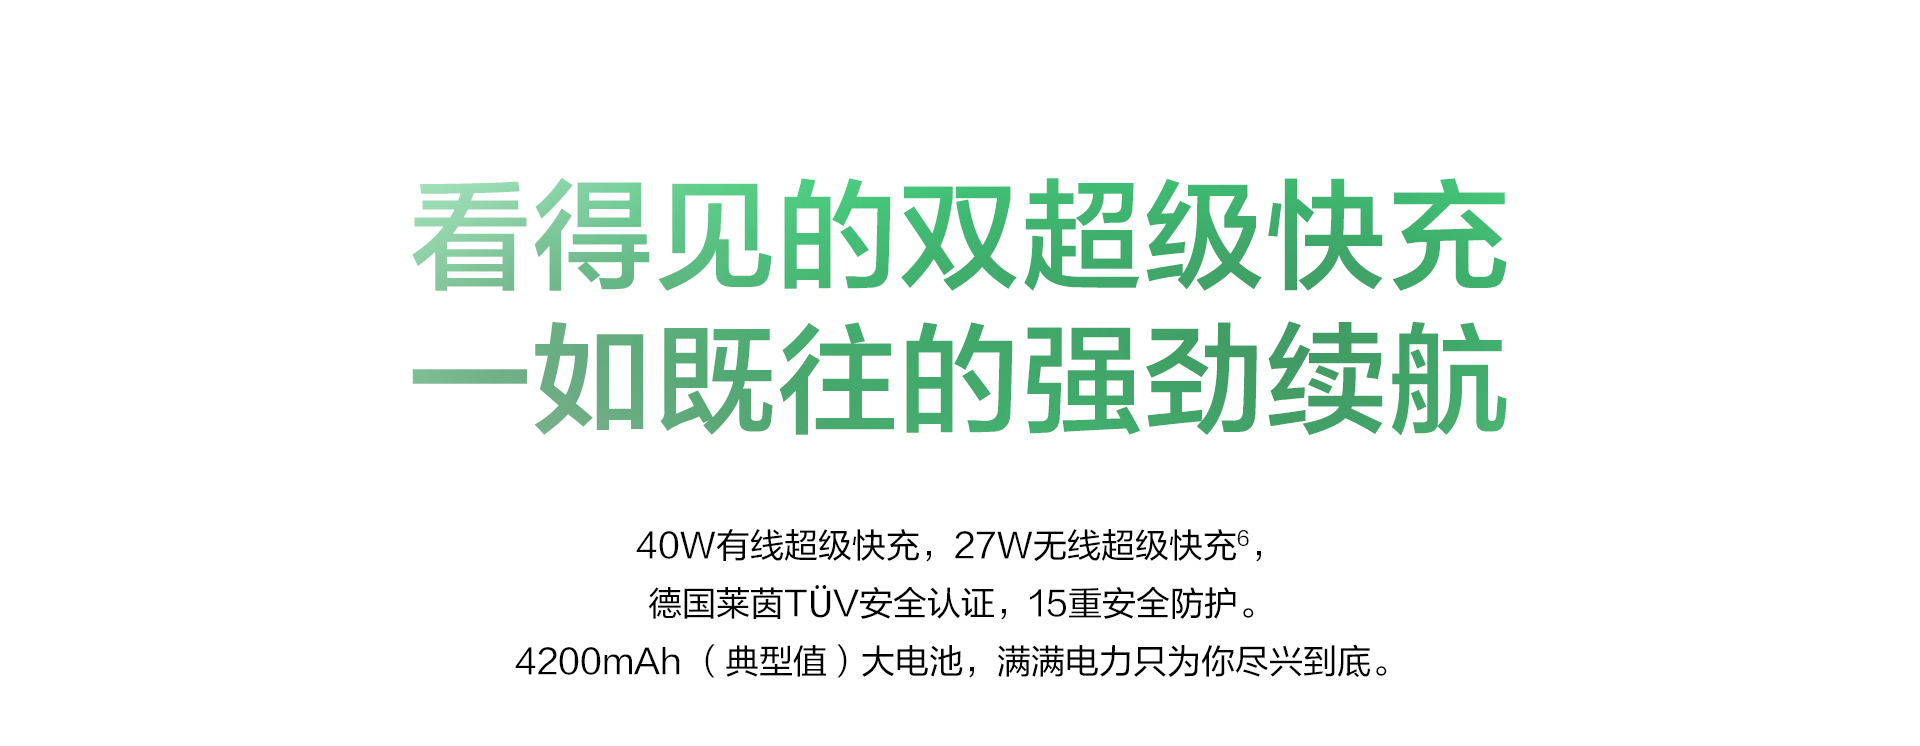 看得见的双超级快充
一如既往的强劲续航
40W有线超级快充，27W无线超级快充⁶，
德国莱茵TÜV安全认证，15重安全防护。
4200mAh（典型值）大电池，满满电力只为你尽兴到底。